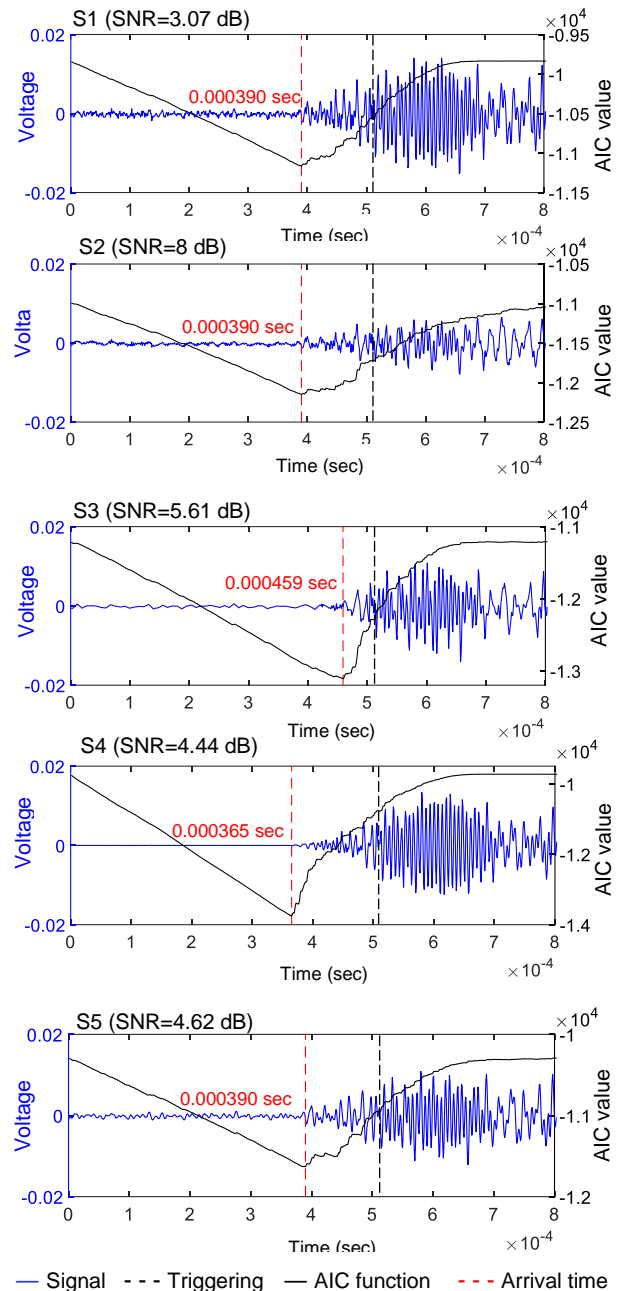 S1 (SNR=3.07 dB)
×10⁻⁴
0.02 -0.95
Voltage 0.000390 sec -1 AIC value
0 -1.05
-1.1
-0.02 -1.15
0 1 2 3 4 5 6 7 8
Time (sec) ×10⁻⁴
S2 (SNR=8 dB) ×10⁴
0.02 -1.05
Volta 0.000390 sec -1.1 AIC value
0 -1.15
-1.2
-0.02 -1.25
0 1 2 3 4 5 6 7 8
Time (sec) ×10⁻⁴
S3 (SNR=5.61 dB) ×10⁴
0.02 -1.1
Voltage 0.000459 sec AIC value
0 -1.2
-1.3
-0.02
0 1 2 3 4 5 6 7 8
Time (sec) ×10⁻⁴
S4 (SNR=4.44 dB) ×10⁴
0.02 -1
Voltage 0.000365 sec AIC value
0 -1.2
-0.02 -1.4
0 1 2 3 4 5 6 7 8
Time (sec) ×10⁻⁴
S5 (SNR=4.62 dB) ×10⁴
0.02 -1
Voltage 0.000390 sec AIC value
0 -1.1
-0.02 -1.2
0 1 2 3 4 5 6 7 8
Time (sec) ×10⁻⁴
Signal Triggering AIC function Arrival time